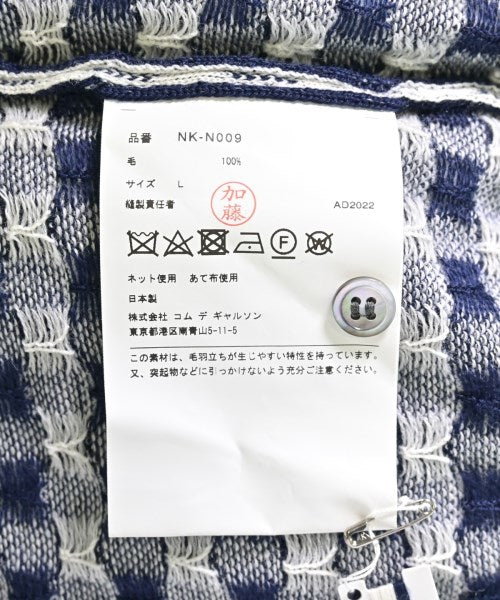 品番 NK-N009
毛 100%
サイズ L
縫製責任者 加藤 AD2022
F W
ネット使用 あて布使用
日本製
株式会社 コム デ ギャルソン
東京都港区南青山5-11-5
この素材は、毛羽立ちが生じやすい特性を持っています。
又、突起物などに引っかけないよう充分ご注意ください。